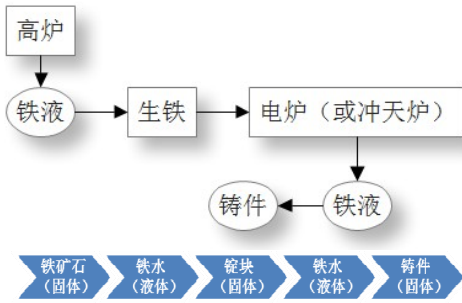 高炉
铁液
生铁
电炉（或冲天炉）
铸件
铁液
铁矿石
（固体）
铁水
（液体）
锭块
（固体）
铁水
（液体）
铸件
（固体）